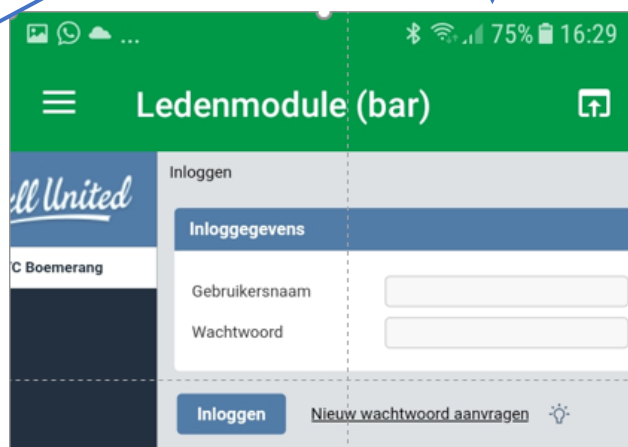 ... 75% 16:29
Ledenmodule (bar)
ell United
Inloggen
Inloggegevens
C Boemerang
Gebruikersnaam
Wachtwoord
Inloggen Nieuw wachtwoord aanvragen